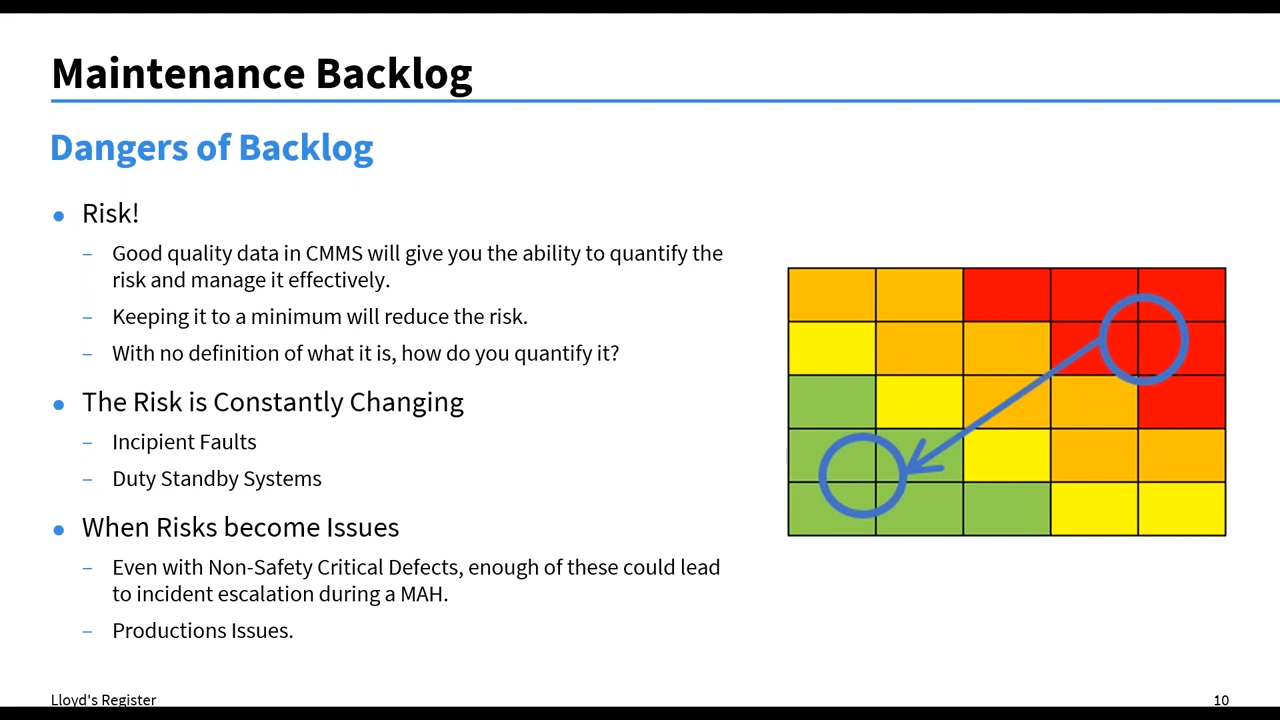 Maintenance Backlog
Dangers of Backlog
● Risk!
– Good quality data in CMMS will give you the ability to quantify the
risk and manage it effectively.
– Keeping it to a minimum will reduce the risk.
– With no definition of what it is, how do you quantify it?
● The Risk is Constantly Changing
– Incipient Faults
– Duty Standby Systems
● When Risks become Issues
– Even with Non-Safety Critical Defects, enough of these could lead
to incident escalation during a MAH.
– Productions Issues.
Lloyd's Register
10